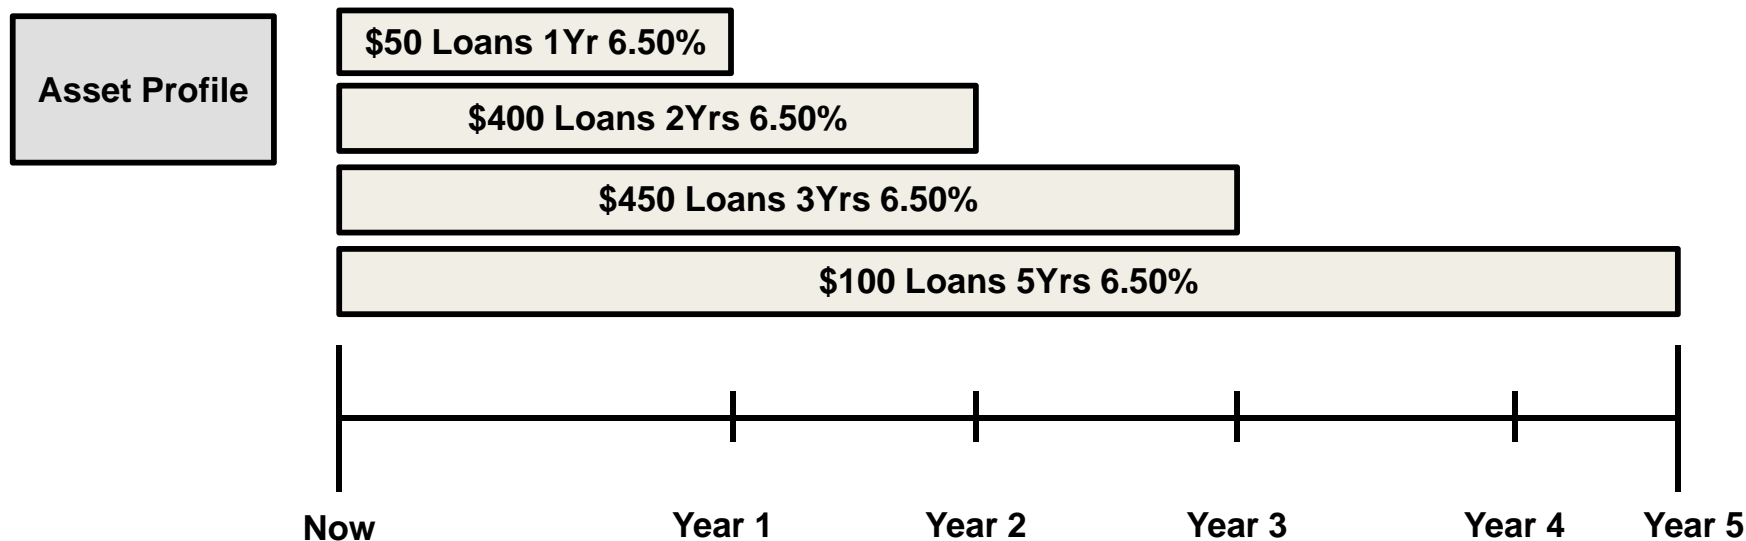 Asset Profile
$50 Loans 1Yr 6.50%
$400 Loans 2Yrs 6.50%
$450 Loans 3Yrs 6.50%
$100 Loans 5Yrs 6.50%
Now
Year 1
Year 2
Year 3
Year 4
Year 5